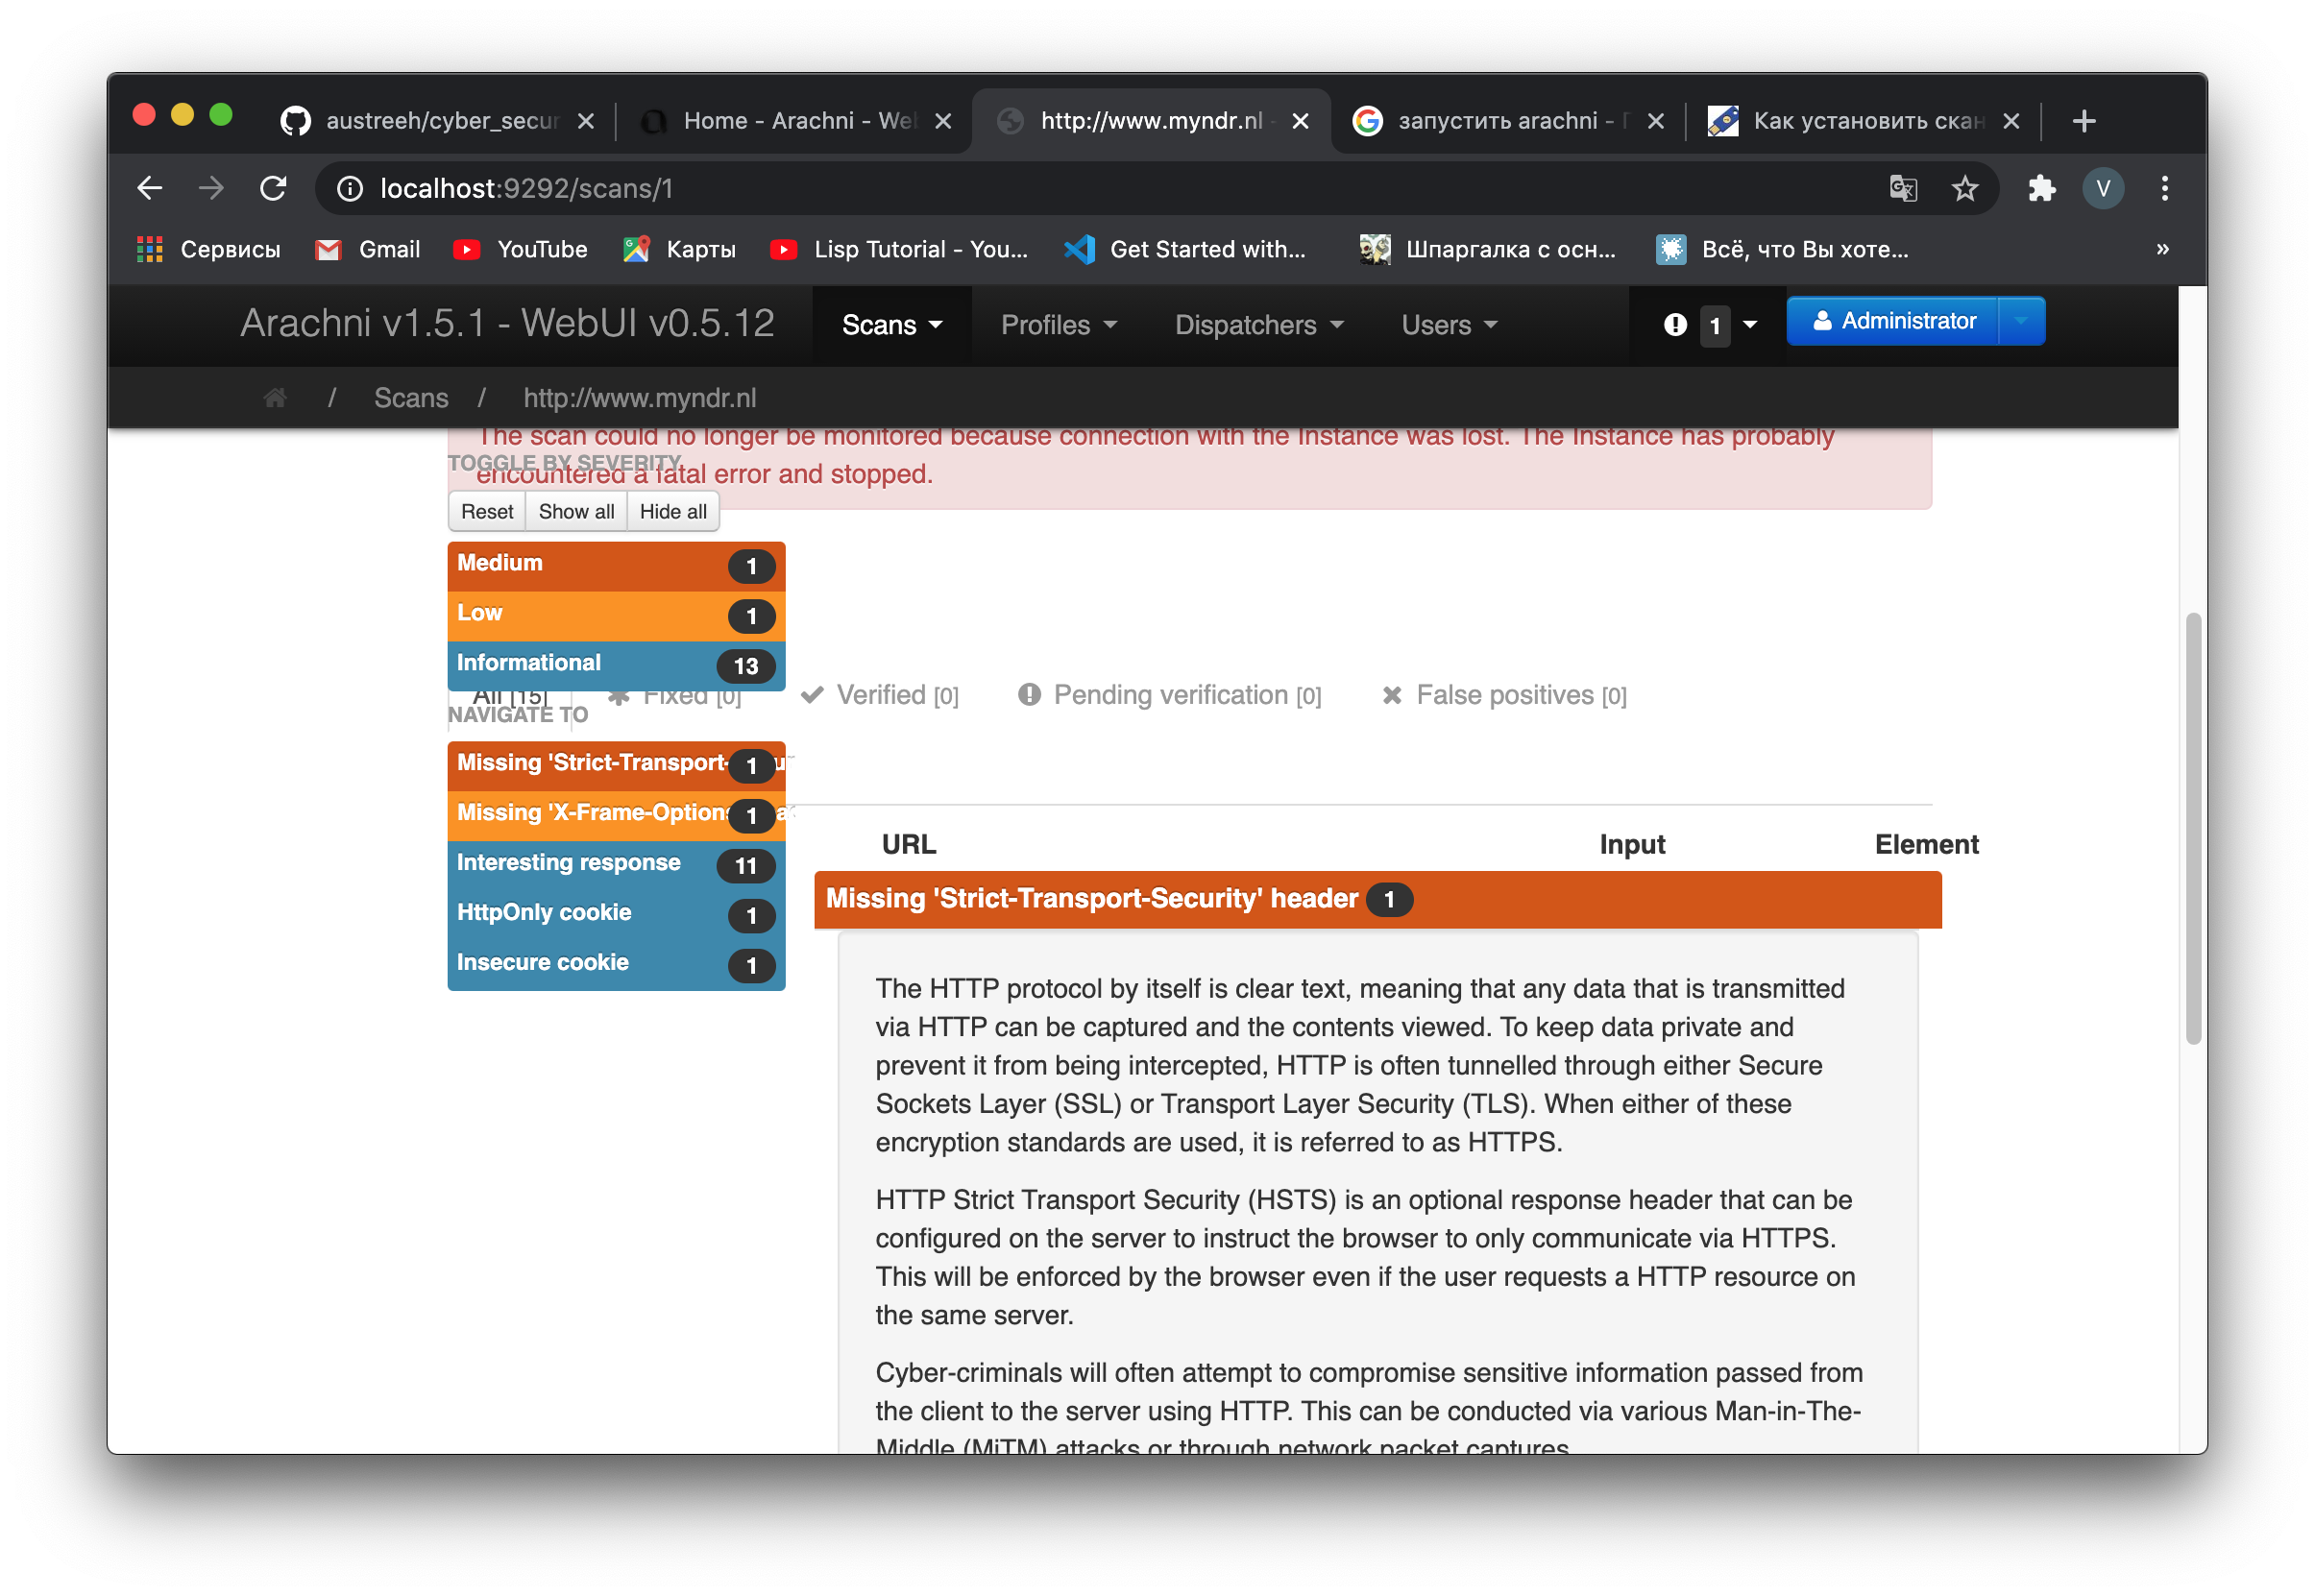 austreeh/cyber_secur
Home - Arachni - Web
http://www.myndr.nl -
запустить arachni - П
Как установить скан
localhost:9292/scans/1
V
Сервисы
Gmail
YouTube
Карты
Lisp Tutorial - You...
Get Started with...
Шпаргалка с осн...
Всё, что Вы хоте...
»
Arachni v1.5.1 - WebUI v0.5.12
Scans
Profiles
Dispatchers
Users
1
Administrator
/ Scans / http://www.myndr.nl
The scan could no longer be monitored because connection with the Instance was lost. The Instance has probably
encountered a fatal error and stopped.
TOGGLE BY SEVERITY
Reset
Show all
Hide all
Medium 1
Low 1
Informational 13
All [15]
Fixed [0]
Verified [0]
Pending verification [0]
False positives [0]
NAVIGATE TO
Missing 'Strict-Transport- 1
Missing 'X-Frame-Options 1
Interesting response 11
HttpOnly cookie 1
Insecure cookie 1
URL
Input
Element
Missing 'Strict-Transport-Security' header 1
The HTTP protocol by itself is clear text, meaning that any data that is transmitted
via HTTP can be captured and the contents viewed. To keep data private and
prevent it from being intercepted, HTTP is often tunnelled through either Secure
Sockets Layer (SSL) or Transport Layer Security (TLS). When either of these
encryption standards are used, it is referred to as HTTPS.
HTTP Strict Transport Security (HSTS) is an optional response header that can be
configured on the server to instruct the browser to only communicate via HTTPS.
This will be enforced by the browser even if the user requests a HTTP resource on
the same server.
Cyber-criminals will often attempt to compromise sensitive information passed from
the client to the server using HTTP. This can be conducted via various Man-in-The-
Middle (MiTM) attacks or through network packet captures.